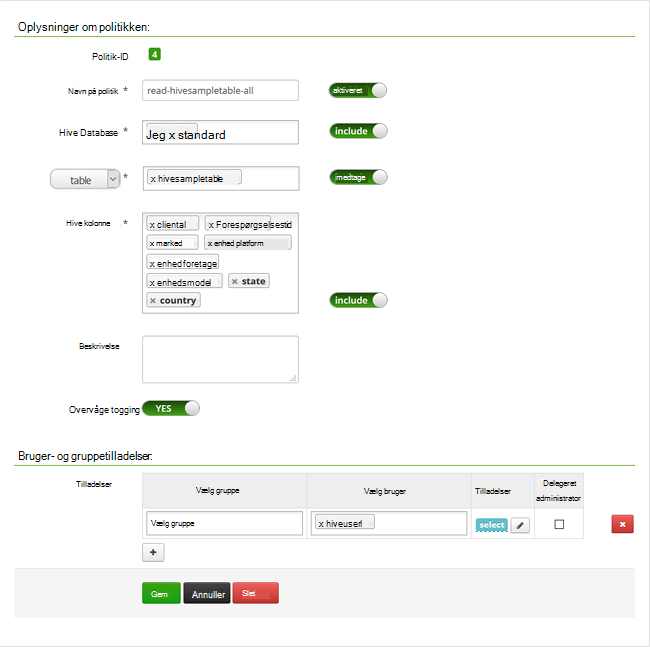 Oplysninger om politikken:
Politik-ID 4
Navn på politik * read-hivesampletable-all aktiveret
Hive Database * Jeg x standard include
table * x hivesampletable medtage
Hive kolonne * x cliental x Forespørgselsestid
x marked x enhed platform
x enhedforetage
x enhedsmodel × state
× country include
Beskrivelse
Overvåge togging YES
Bruger- og gruppetilladelser:
Tilladelser Vælg gruppe Vælg bruger Tilladelser Delegeret
administrator
Vælg gruppe x hiveuserl select x
+
Gem Annuller Slet